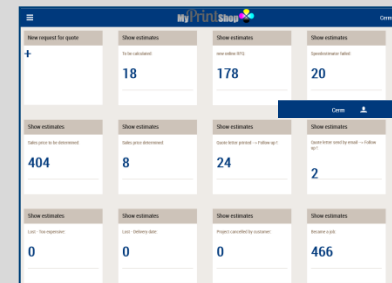 MyPrintShop
Cerm
New request for quote
+
Show estimates
To be calculated
18
Show estimates
new online RFQ
178
Show estimates
20
Cerm
Show estimates
Sales price to be determined
404
Show estimates
Sales price determined
8
Show estimates
Quote letter printed -> Follow up !
24
Show estimates
Quote letter send by email -> Follow
up !
2
Show estimates
Lost - Too expensive
0
Show estimates
Lost - Delivery date
0
Show estimates
Project cancelled by customer
0
Show estimates
Became a job
466